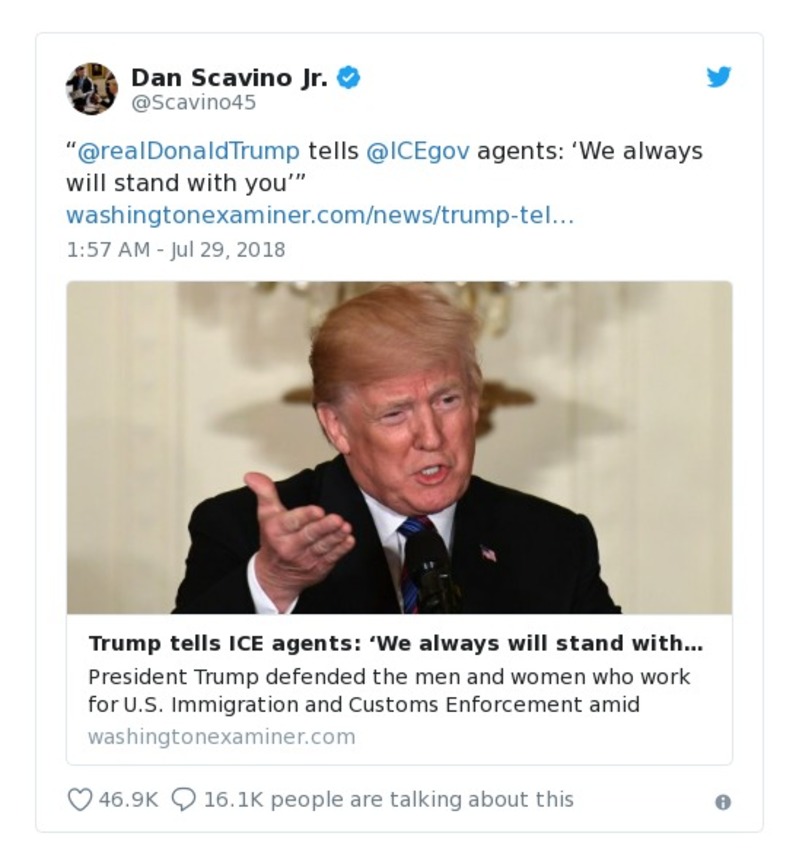 Dan Scavino Jr.
@Scavino45
“@realDonaldTrump tells @ICEgov agents: ‘We always
will stand with you’”
washingtonexaminer.com/news/trump-tel…
1:57 AM - Jul 29, 2018
Trump tells ICE agents: ‘We always will stand with…
President Trump defended the men and women who work
for U.S. Immigration and Customs Enforcement amid
washingtonexaminer.com
46.9K 16.1K people are talking about this